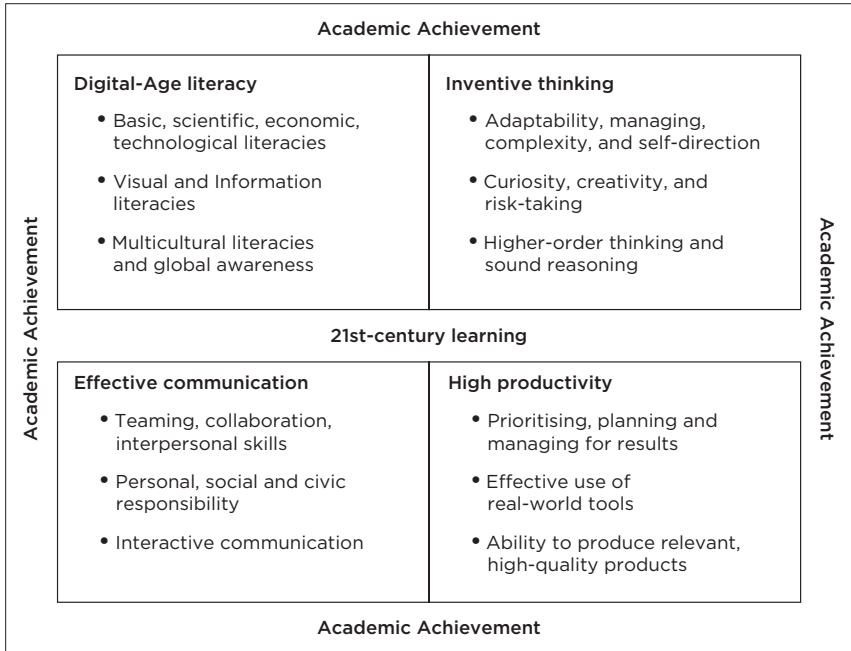 Academic Achievement
Digital-Age literacy
• Basic, scientific, economic,
technological literacies
• Visual and Information
literacies
• Multicultural literacies
and global awareness
Inventive thinking
• Adaptability, managing,
complexity, and self-direction
• Curiosity, creativity, and
risk-taking
• Higher-order thinking and
sound reasoning
Academic Achievement
Academic Achievement
21st-century learning
Effective communication
• Teaming, collaboration,
interpersonal skills
• Personal, social and civic
responsibility
• Interactive communication
High productivity
• Prioritising, planning and
managing for results
• Effective use of
real-world tools
• Ability to produce relevant,
high-quality products
Academic Achievement